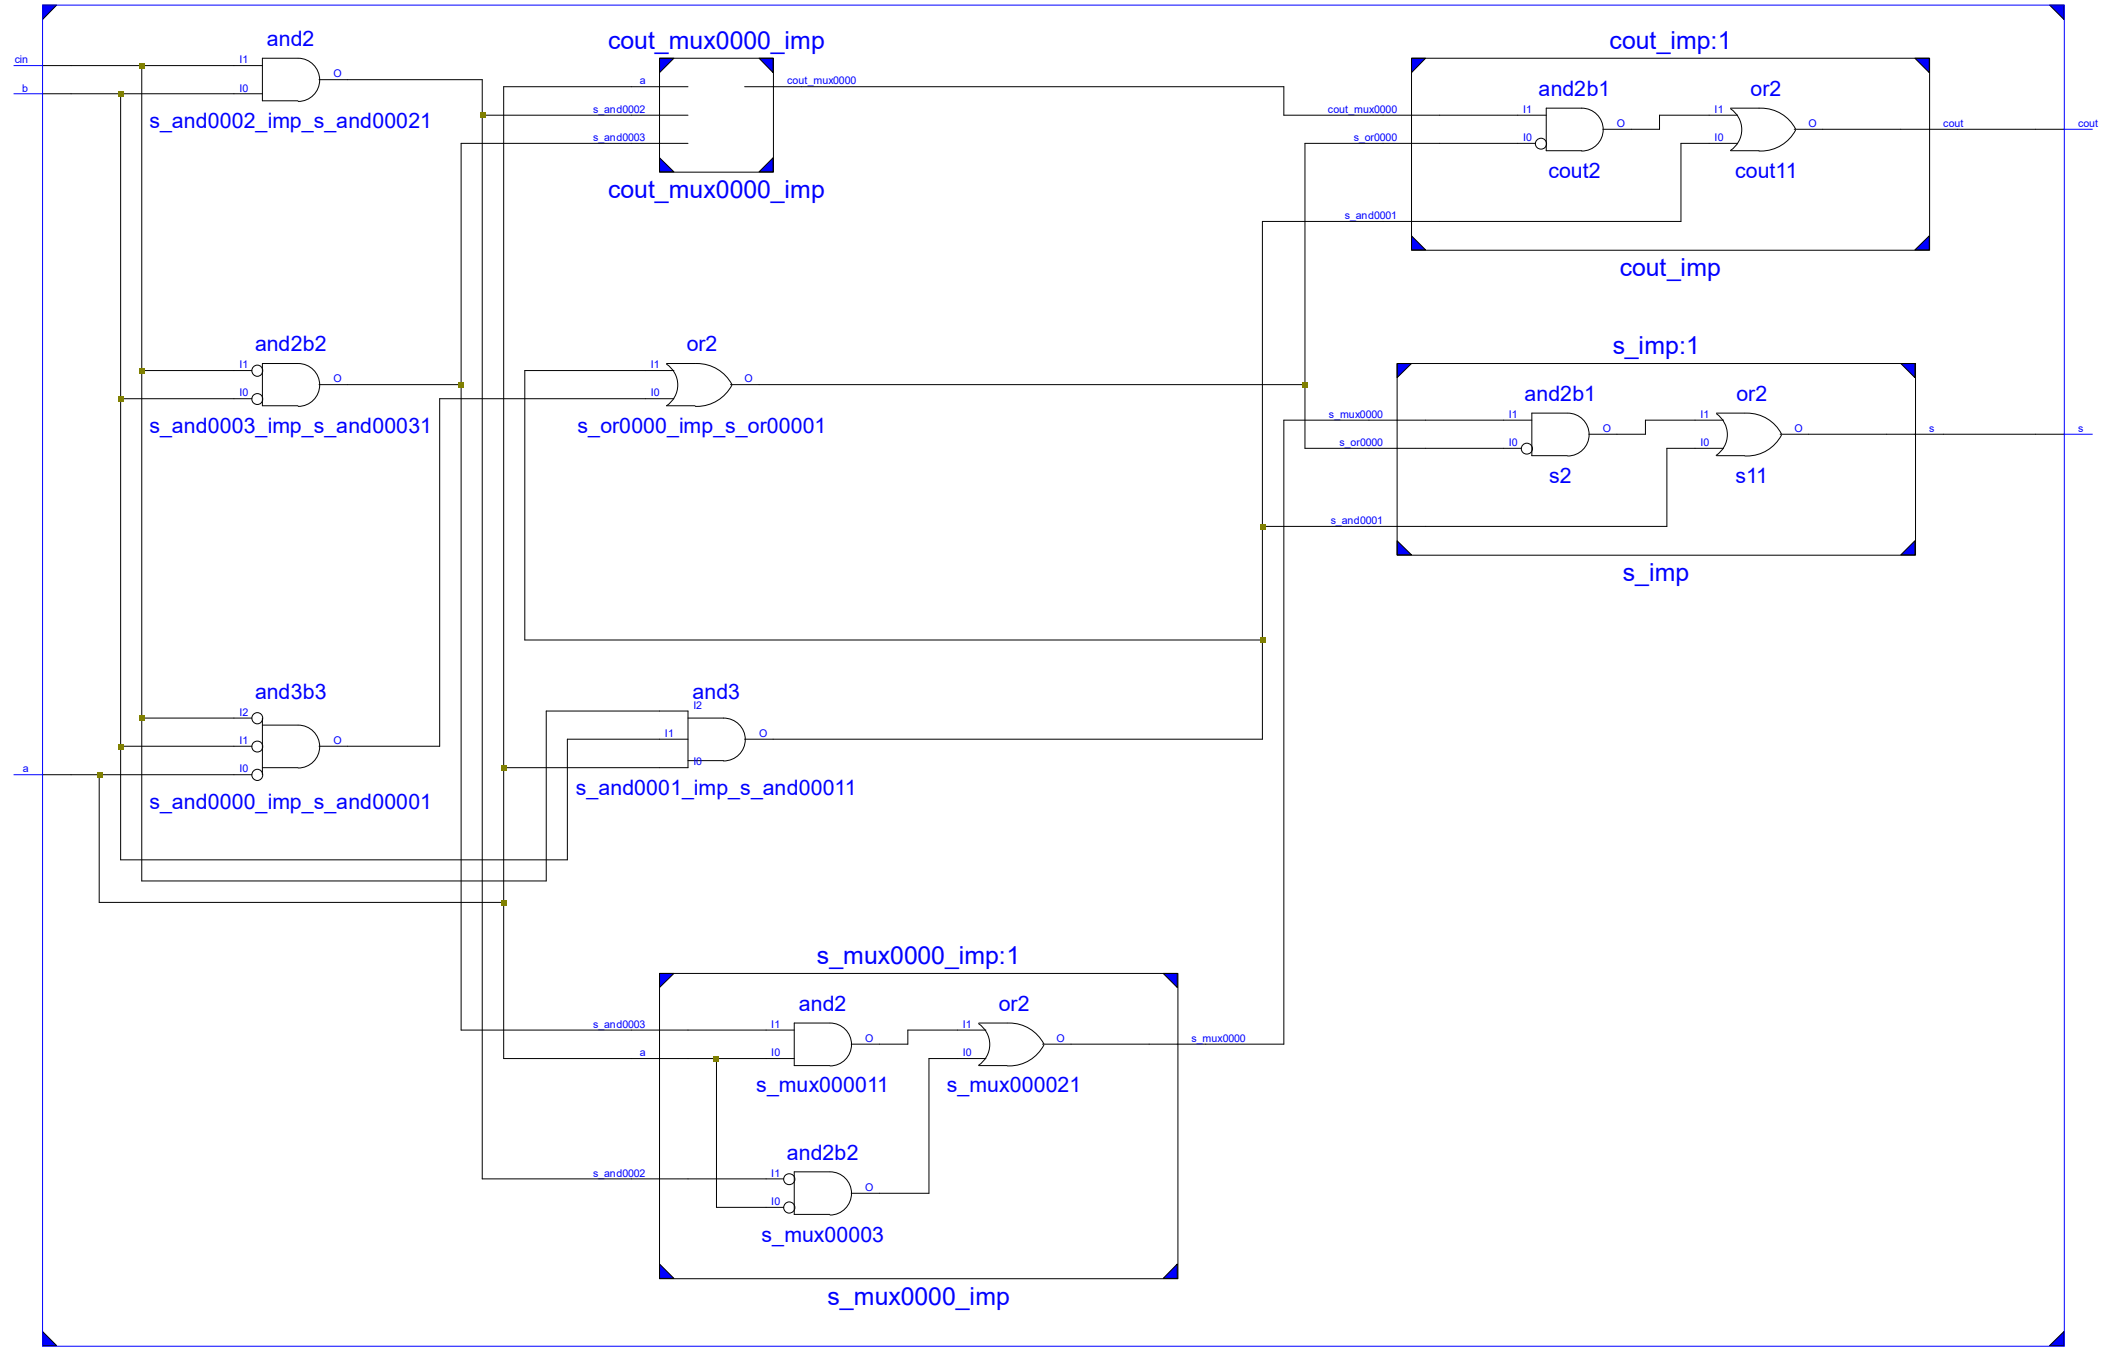 and2
cin
I1
O
b
I0
s_and0002_imp_s_and00021
cout_mux0000_imp
a
cout_mux0000
s_and0002
s_and0003
cout_mux0000_imp
cout_imp:1
and2b1
or2
cout_mux0000
I1
O
I1
O
cout
cout
s_or0000
I0
I0
cout2
cout11
s_and0001
cout_imp
and2b2
I1
O
I0
s_and0003_imp_s_and00031
or2
I1
O
I0
s_or0000_imp_s_or00001
s_imp:1
and2b1
or2
s_mux0000
I1
O
I1
O
s
s
s_or0000
I0
I0
s2
s11
s_and0001
s_imp
and3b3
I2
I1
O
a
I0
s_and0000_imp_s_and00001
and3
I2
I1
O
I0
s_and0001_imp_s_and00011
s_mux0000_imp:1
and2
or2
s_and0003
I1
O
I1
O
s_mux0000
a
I0
I0
s_mux000011
s_mux000021
and2b2
s_and0002
I1
O
I0
s_mux00003
s_mux0000_imp